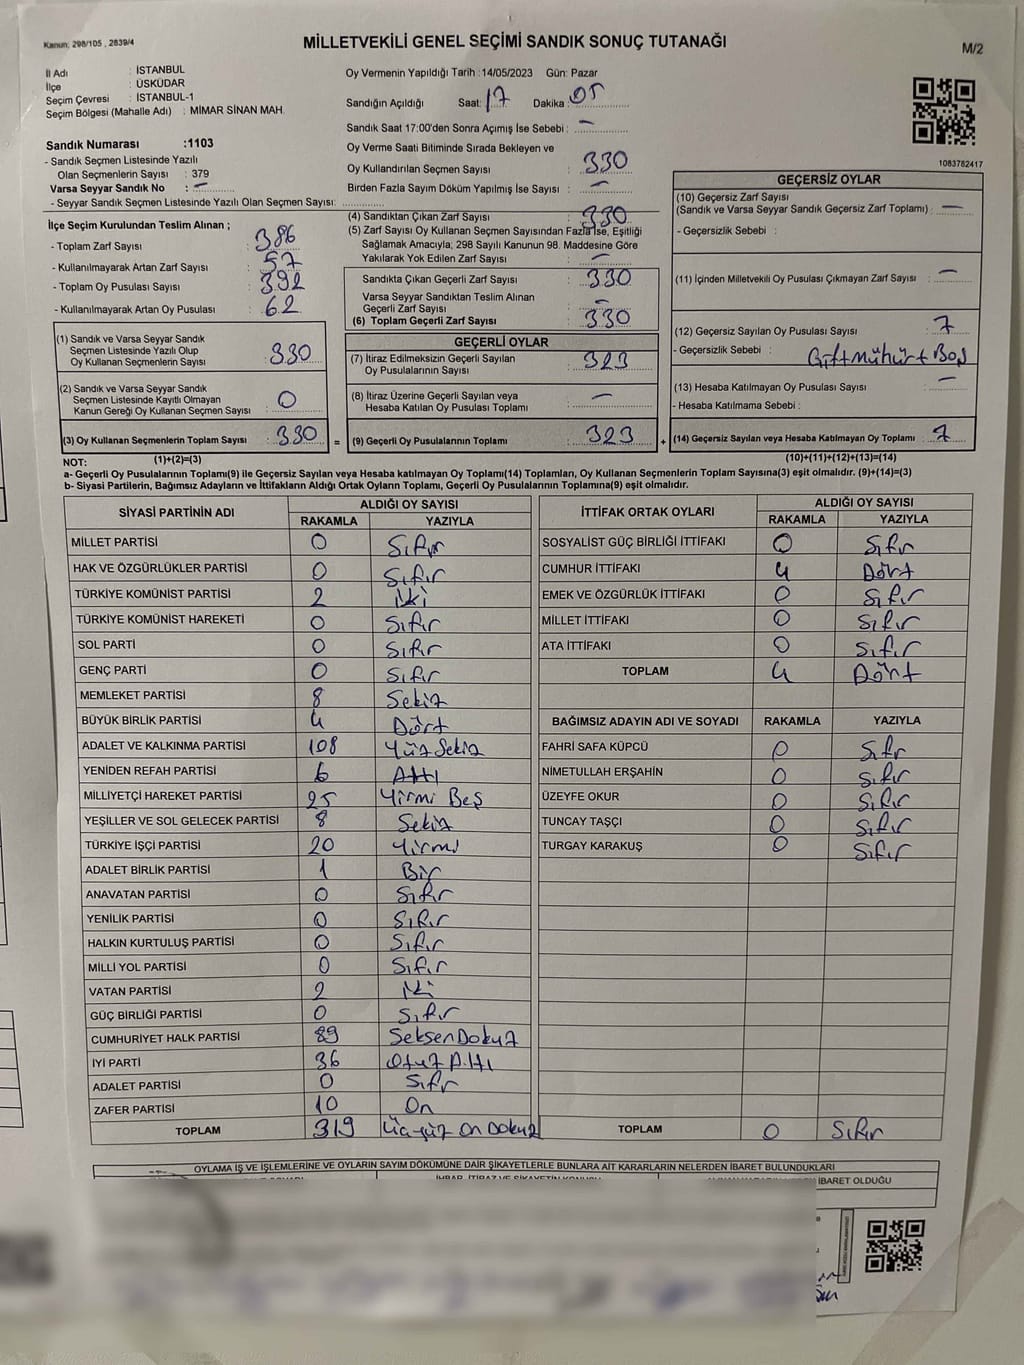 Kanun; 298/105 , 2839/4
MİLLETVEKİLİ GENEL SEÇİMİ SANDIK SONUÇ TUTANAĞI
M/2
İl Adı : İSTANBUL
İlçe : ÜSKÜDAR
Seçim Çevresi : İSTANBUL-1
Seçim Bölgesi (Mahalle Adı) : MİMAR SİNAN MAH.
Oy Vermenin Yapıldığı Tarih :14/05/2023 Gün: Pazar
Sandığın Açıldığı Saat: 17 Dakika : 05
Sandık Saat 17:00'den Sonra Açımış İse Sebebi : —
Sandık Numarası :1103
- Sandık Seçmen Listesinde Yazılı
Olan Seçmenlerin Sayısı : 379
Varsa Seyyar Sandık No : —
- Seyyar Sandık Seçmen Listesinde Yazılı Olan Seçmen Sayısı:
Oy Verme Saati Bitiminde Sırada Bekleyen ve
Oy Kullandırılan Seçmen Sayısı : 330
Birden Fazla Sayım Döküm Yapılmış İse Sayısı : —
1083782417
İlçe Seçim Kurulundan Teslim Alınan ;
- Toplam Zarf Sayısı : 386
- Kullanılmayarak Artan Zarf Sayısı : 57
- Toplam Oy Pusulası Sayısı : 392
- Kullanılmayarak Artan Oy Pusulası : 62
(4) Sandıktan Çıkan Zarf Sayısı : 330
(5) Zarf Sayısı Oy Kullanan Seçmen Sayısından Fazla İse, Eşitliği
Sağlamak Amacıyla; 298 Sayılı Kanunun 98. Maddesine Göre
Yakılarak Yok Edilen Zarf Sayısı : —
Sandıkta Çıkan Geçerli Zarf Sayısı : 330
Varsa Seyyar Sandıktan Teslim Alınan
Geçerli Zarf Sayısı : —
(6) Toplam Geçerli Zarf Sayısı : 330
GEÇERSİZ OYLAR
(10) Geçersiz Zarf Sayısı
(Sandık ve Varsa Seyyar Sandık Geçersiz Zarf Toplamı) : —
- Geçersizlik Sebebi :
(11) İçinden Milletvekili Oy Pusulası Çıkmayan Zarf Sayısı : —
(12) Geçersiz Sayılan Oy Pusulası Sayısı : 7
- Geçersizlik Sebebi : Çiftmühür+Boş
(13) Hesaba Katılmayan Oy Pusulası Sayısı : —
- Hesaba Katılmama Sebebi :
(1) Sandık ve Varsa Seyyar Sandık
Seçmen Listesinde Yazılı Olup
Oy Kullanan Seçmenlerin Sayısı : 330
(2) Sandık ve Varsa Seyyar Sandık
Seçmen Listesinde Kayıtlı Olmayan
Kanun Gereği Oy Kullanan Seçmen Sayısı : 0
GEÇERLİ OYLAR
(7) İtiraz Edilmeksizin Geçerli Sayılan
Oy Pusulalarının Sayısı : 323
(8) İtiraz Üzerine Geçerli Sayılan veya
Hesaba Katılan Oy Pusulası Toplamı : —
(3) Oy Kullanan Seçmenlerin Toplam Sayısı : 330 = (9) Geçerli Oy Pusulalarının Toplamı : 323 + (14) Geçersiz Sayılan veya Hesaba Katılmayan Oy Toplamı : 7
NOT: (1)+(2)=(3) (10)+(11)+(12)+(13)=(14)
a- Geçerli Oy Pusulalarının Toplamı(9) ile Geçersiz Sayılan veya Hesaba katılmayan Oy Toplamı(14) Toplamları, Oy Kullanan Seçmenlerin Toplam Sayısına(3) eşit olmalıdır. (9)+(14)=(3)
b- Siyasi Partilerin, Bağımsız Adayların ve İttifakların Aldığı Ortak Oyların Toplamı, Geçerli Oy Pusulalarının Toplamına(9) eşit olmalıdır.
SİYASİ PARTİNİN ADI ALDIĞI OY SAYISI
RAKAMLA YAZIYLA
MİLLET PARTİSİ 0 Sıfır
HAK VE ÖZGÜRLÜKLER PARTİSİ 0 Sıfır
TÜRKİYE KOMÜNİST PARTİSİ 2 İki
TÜRKİYE KOMÜNİST HAREKETİ 0 Sıfır
SOL PARTİ 0 Sıfır
GENÇ PARTİ 0 Sıfır
MEMLEKET PARTİSİ 8 Sekiz
BÜYÜK BİRLİK PARTİSİ 4 Dört
ADALET VE KALKINMA PARTİSİ 108 Yüz Sekiz
YENİDEN REFAH PARTİSİ 6 Altı
MİLLİYETÇİ HAREKET PARTİSİ 25 Yirmi Beş
YEŞİLLER VE SOL GELECEK PARTİSİ 8 Sekiz
TÜRKİYE İŞÇİ PARTİSİ 20 Yirmi
ADALET BİRLİK PARTİSİ 1 Bir
ANAVATAN PARTİSİ 0 Sıfır
YENİLİK PARTİSİ 0 Sıfır
HALKIN KURTULUŞ PARTİSİ 0 Sıfır
MİLLİ YOL PARTİSİ 0 Sıfır
VATAN PARTİSİ 2 İki
GÜÇ BİRLİĞİ PARTİSİ 0 Sıfır
CUMHURİYET HALK PARTİSİ 89 Seksen Dokuz
İYİ PARTİ 36 Otuz Altı
ADALET PARTİSİ 0 Sıfır
ZAFER PARTİSİ 10 On
TOPLAM 319 Üçyüz On Dokuz
İTTİFAK ORTAK OYLARI ALDIĞI OY SAYISI
RAKAMLA YAZIYLA
SOSYALİST GÜÇ BİRLİĞİ İTTİFAKI 0 Sıfır
CUMHUR İTTİFAKI 4 Dört
EMEK VE ÖZGÜRLÜK İTTİFAKI 0 Sıfır
MİLLET İTTİFAKI 0 Sıfır
ATA İTTİFAKI 0 Sıfır
TOPLAM 4 Dört
BAĞIMSIZ ADAYIN ADI VE SOYADI RAKAMLA YAZIYLA
FAHRİ SAFA KÜPCÜ 0 Sıfır
NİMETULLAH ERŞAHİN 0 Sıfır
ÜZEYFE OKUR 0 Sıfır
TUNCAY TAŞÇI 0 Sıfır
TURGAY KARAKUŞ 0 Sıfır
TOPLAM 0 Sıfır
OYLAMA İŞ VE İŞLEMLERİNE VE OYLARIN SAYIM DÖKÜMÜNE DAİR ŞİKAYETLERLE BUNLARA AİT KARARLARIN NELERDEN İBARET BULUNDUKLARI
İBARET OLDUĞU